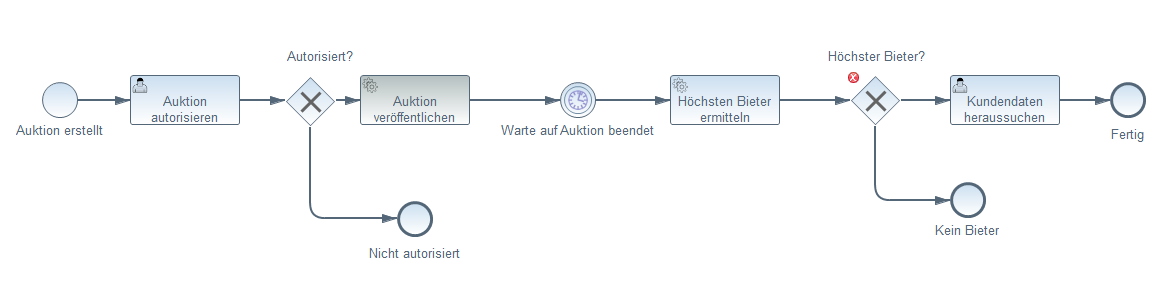 Autorisiert?
Höchster Bieter?
Auktion erstellt
Auktion
autorisieren
Auktion
veröffentlichen
Warte auf Auktion beendet
Höchsten Bieter
ermitteln
Kundendaten
heraussuchen
Fertig
Nicht autorisiert
Kein Bieter